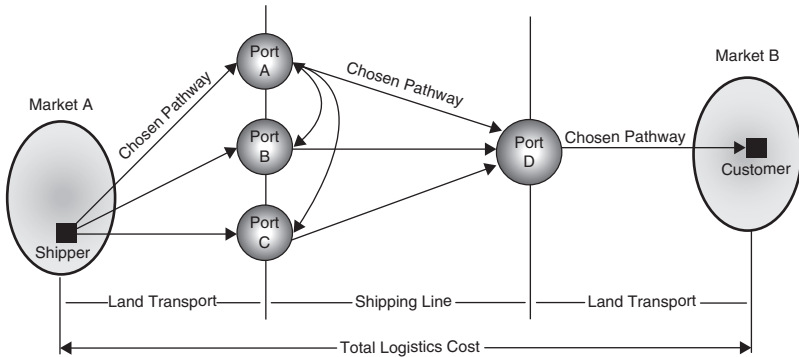 Market A
Shipper
Chosen Pathway
Port
A
Port
B
Port
C
Chosen Pathway
Port
D
Chosen Pathway
Market B
Customer
Land Transport
Shipping Line
Land Transport
Total Logistics Cost